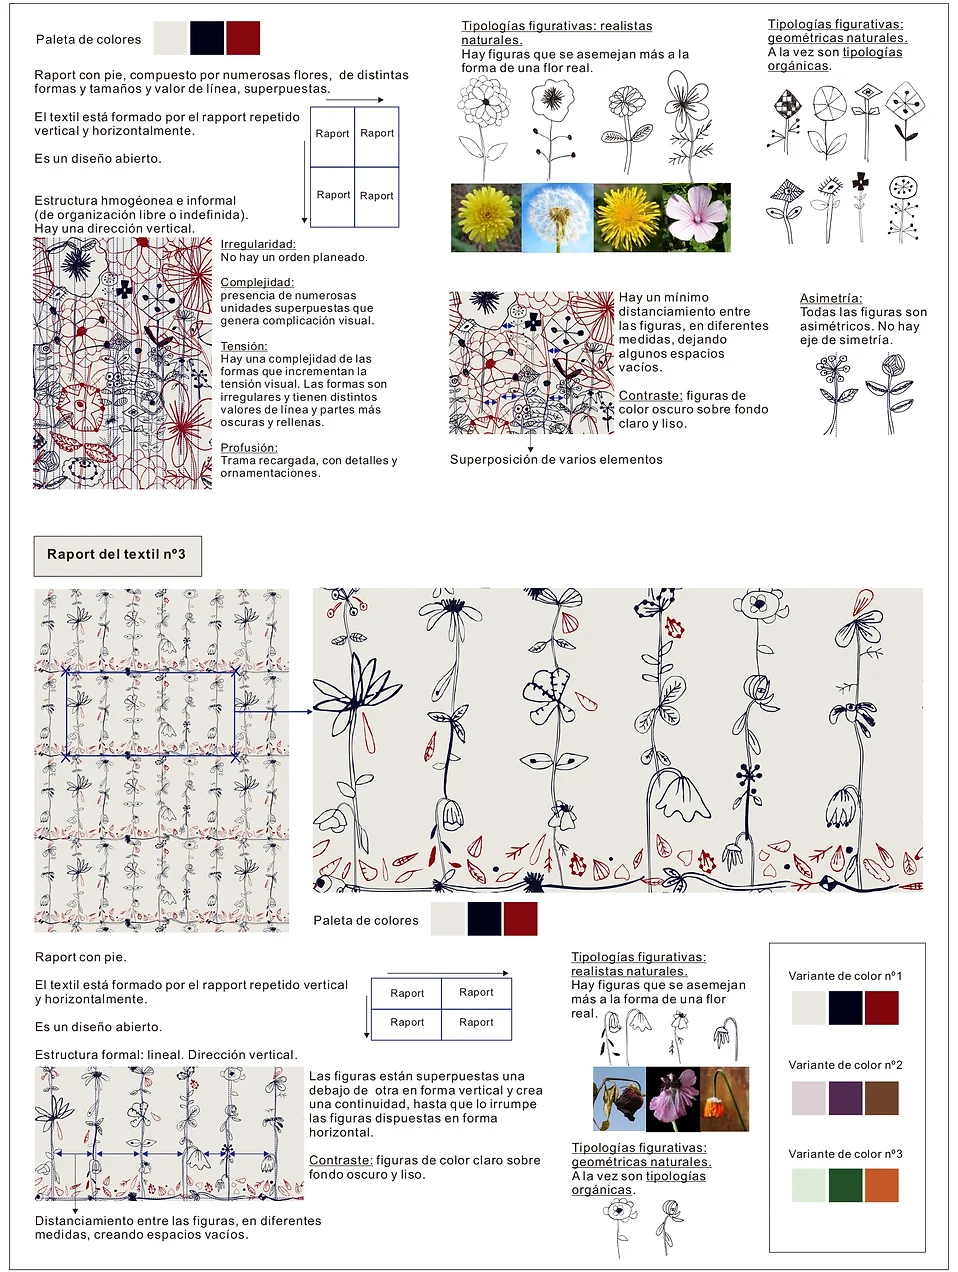 Paleta de colores
Raport con pie, compuesto por numerosas flores, de distintas
formas y tamaños y valor de línea, superpuestas.
El textil está formado por el rapport repetido
vertical y horizontalmente.
Es un diseño abierto.
Raport Raport
Raport Raport
Estructura hmogéonea e informal
(de organización libre o indefinida).
Hay una dirección vertical.
Irregularidad:
No hay un orden planeado.
Complejidad:
presencia de numerosas
unidades superpuestas que
genera complicación visual.
Tensión:
Hay una complejidad de las
formas que incrementan la
tensión visual. Las formas son
irregulares y tienen distintos
valores de línea y partes más
oscuras y rellenas.
Profusión:
Trama recargada, con detalles y
ornamentaciones.
Tipologías figurativas: realistas
naturales.
Hay figuras que se asemejen más a la
forma de una flor real.
Tipologías figurativas:
geométricas naturales.
A la vez son tipologías
orgánicas.
Hay un mínimo
distanciamiento entre
las figuras, en diferentes
medidas, dejando
algunos espacios
vacíos.
Contraste: figuras de
color oscuro sobre fondo
claro y liso.
Superposición de varios elementos
Asimetría:
Todas las figuras son
asimétricos. No hay
eje de simetría.
Raport del textil nº3
Paleta de colores
Raport con pie.
El textil está formado por el rapport repetido vertical
y horizontalmente.
Es un diseño abierto.
Estructura formal: lineal. Dirección vertical.
Raport Raport
Raport Raport
Las figuras están superpuestas una
debajo de otra en forma vertical y crea
una continuidad, hasta que lo irrumpe
las figuras dispuestas en forma
horizontal.
Contraste: figuras de color claro sobre
fondo oscuro y liso.
Distanciamiento entre las figuras, en diferentes
medidas, creando espacios vacíos.
Tipologías figurativas:
realistas naturales.
Hay figuras que se asemejan
más a la forma de una flor
real.
Tipologías figurativas:
geométricas naturales.
A la vez son tipologías
orgánicas.
Variante de color nº1
Variante de color nº2
Variante de color nº3